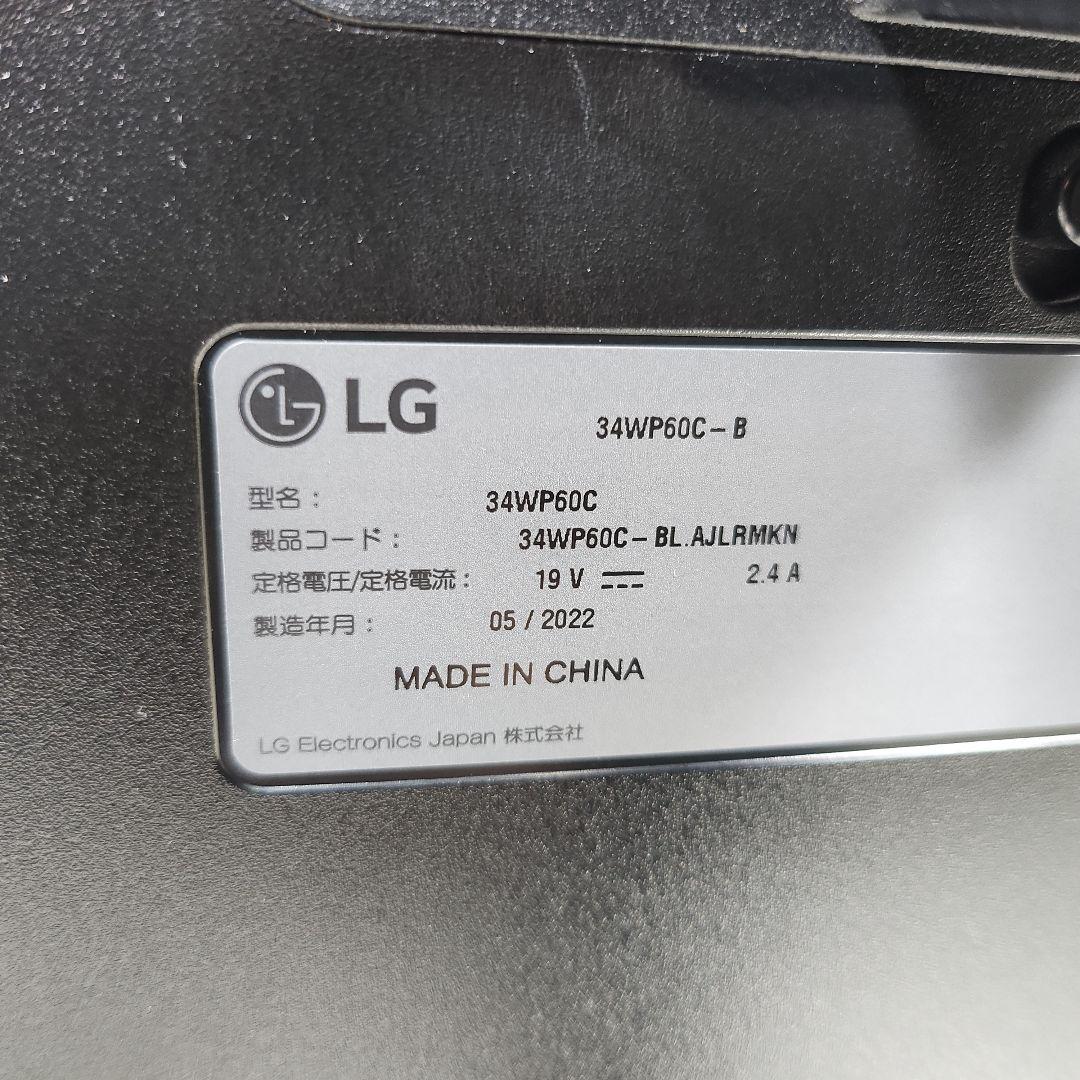 LG
34WP60C-B
型名: 34WP60C
製品コード: 34WP60C-BL.AJLRMKN
定格電圧/定格電流: 19 V 2.4 A
製造年月: 05 / 2022
MADE IN CHINA
LG Electronics Japan 株式会社